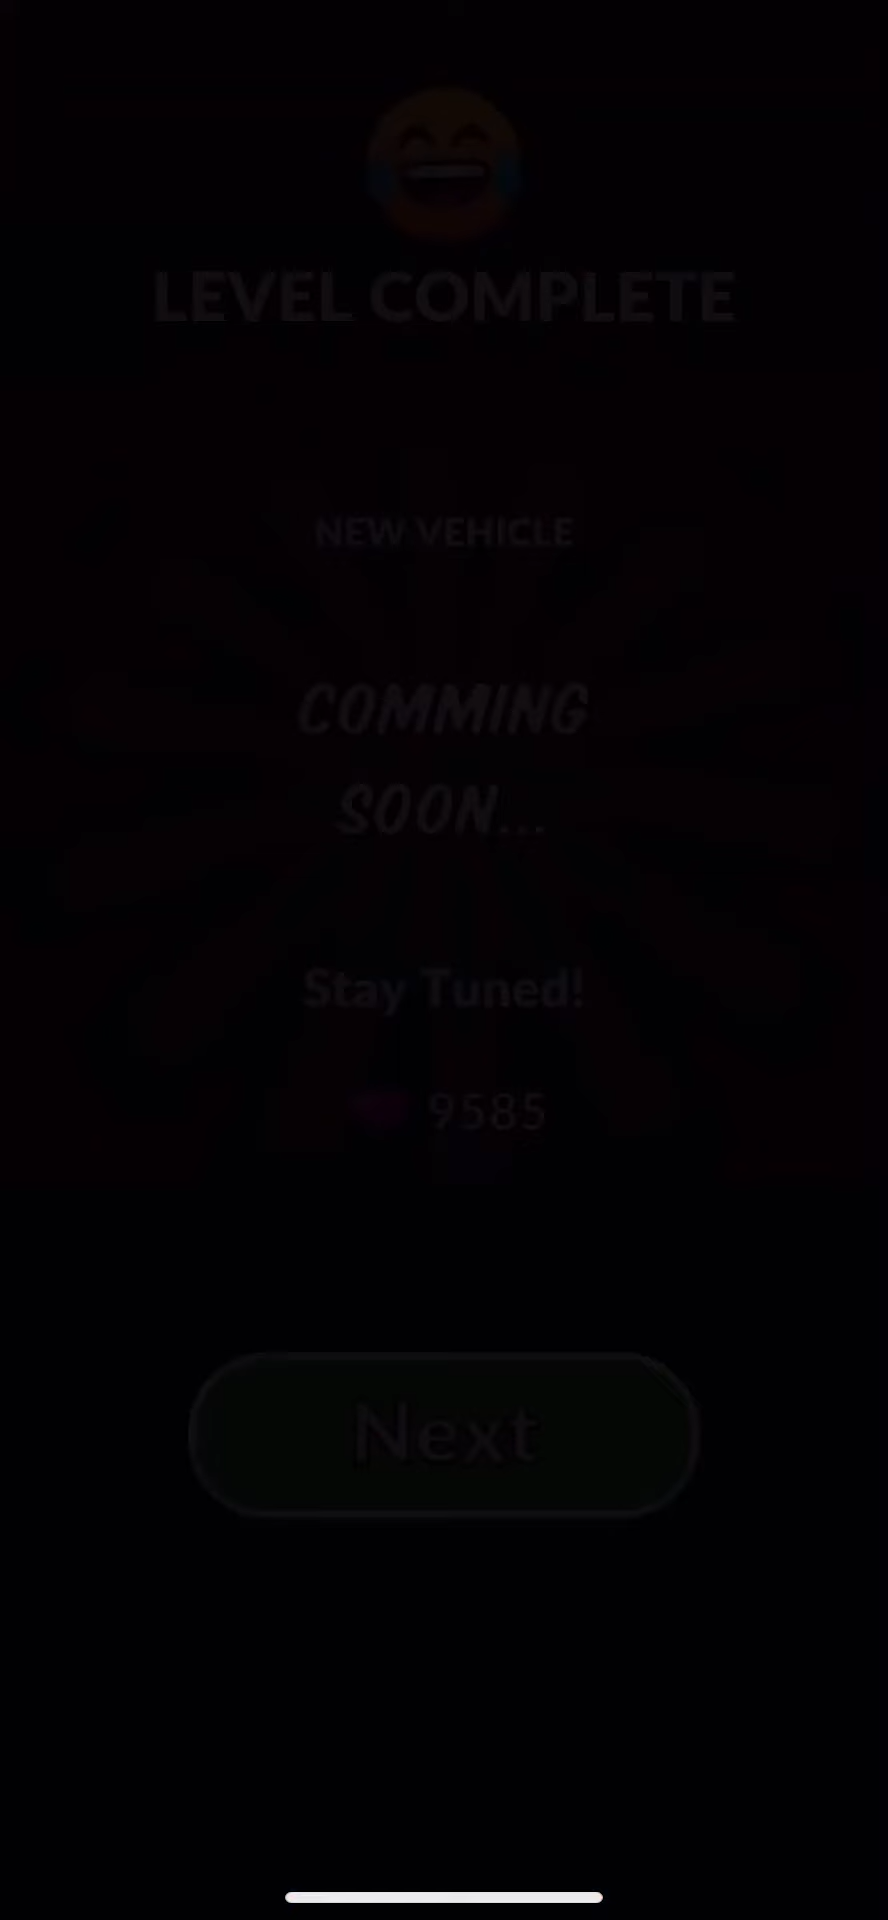 LEVEL COMPLETE
NEW VEHICLE
COMMING
SOON...
Stay Tuned!
9585
Next